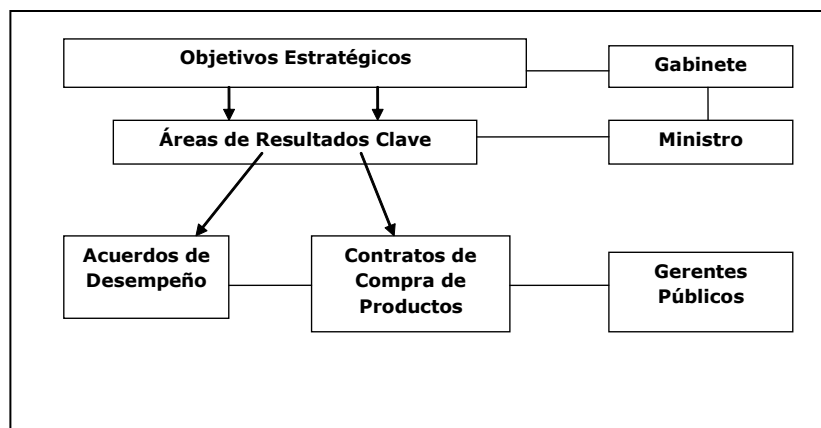 Objetivos Estratégicos
Gabinete
Áreas de Resultados Clave
Ministro
Acuerdos de
Desempeño
Contratos de
Compra de
Productos
Gerentes
Públicos